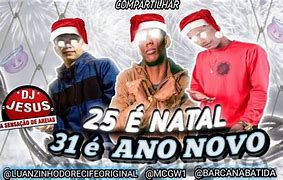 COMPARTILHAR
DJ
JESUS
A SENSAÇÃO DE AREIAS
25 É NATAL
31 é ANO NOVO
@LUANZINHODORECIFEORIGINAL @MCGW1 @BARCANABATIDA